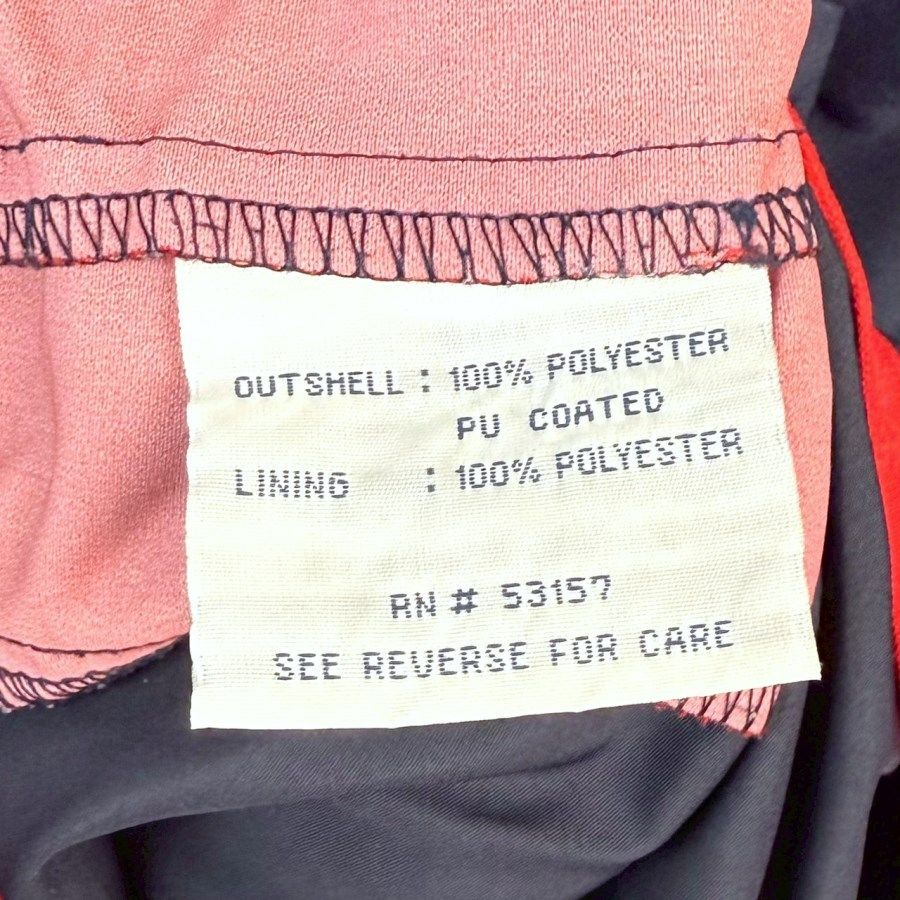 OUTSHELL : 100% POLYESTER
PU COATED
LINING : 100% POLYESTER
RN # 53157
SEE REVERSE FOR CARE